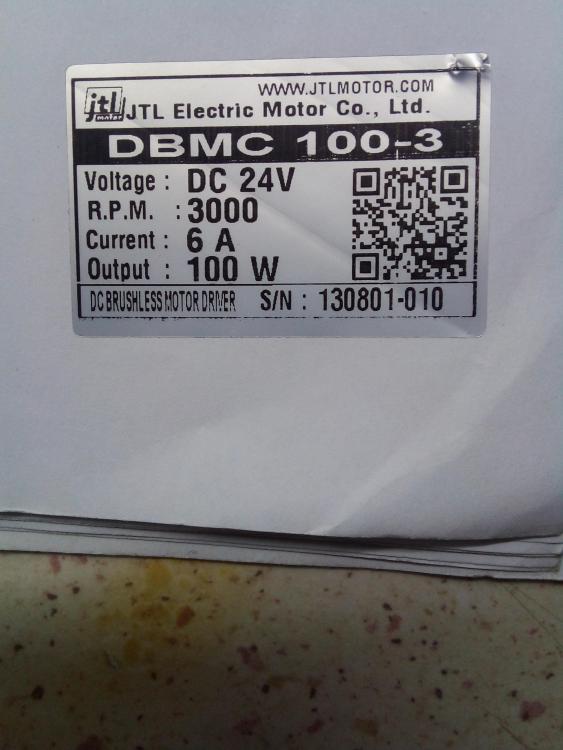 WWW.JTLMOTOR.COM
jtl motor JTL Electric Motor Co., Ltd.
DBMC 100-3
Voltage : DC 24V
R.P.M. : 3000
Current : 6 A
Output : 100 W
DC BRUSHLESS MOTOR DRIVER S/N : 130801-010